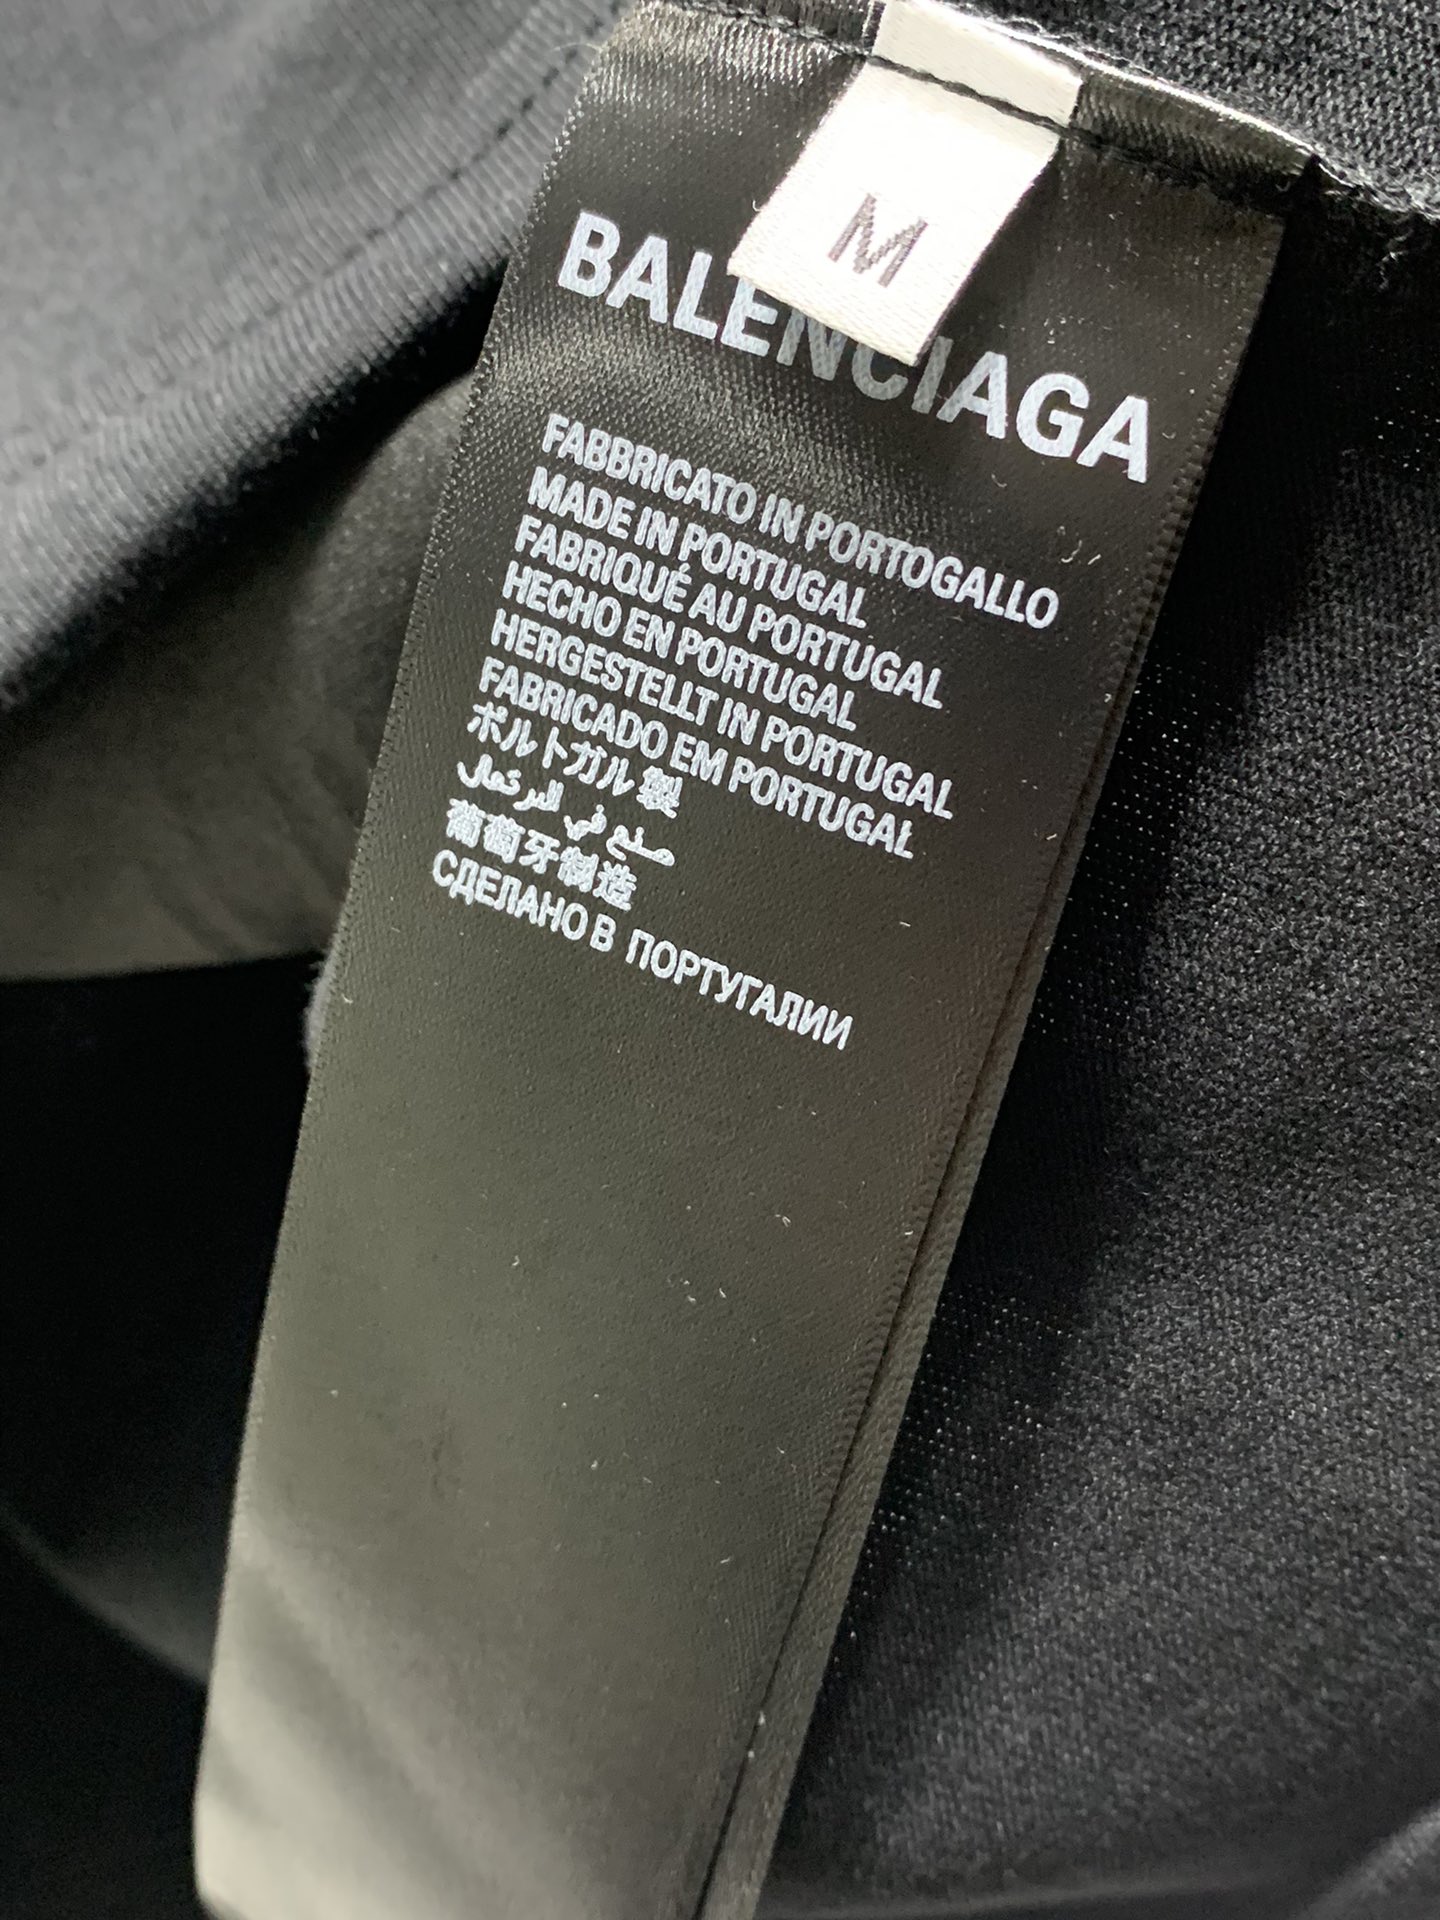 M
BALENCIAGA
FABBRICATO IN PORTOGALLO
MADE IN PORTUGAL
FABRIQUÉ AU PORTUGAL
HECHO EN PORTUGAL
HERGESTELLT IN PORTUGAL
FABRICADO EM PORTUGAL
ポルトガル製
صنع في البرتغال
葡萄牙制造
СДЕЛАНО В ПОРТУГАЛИИ